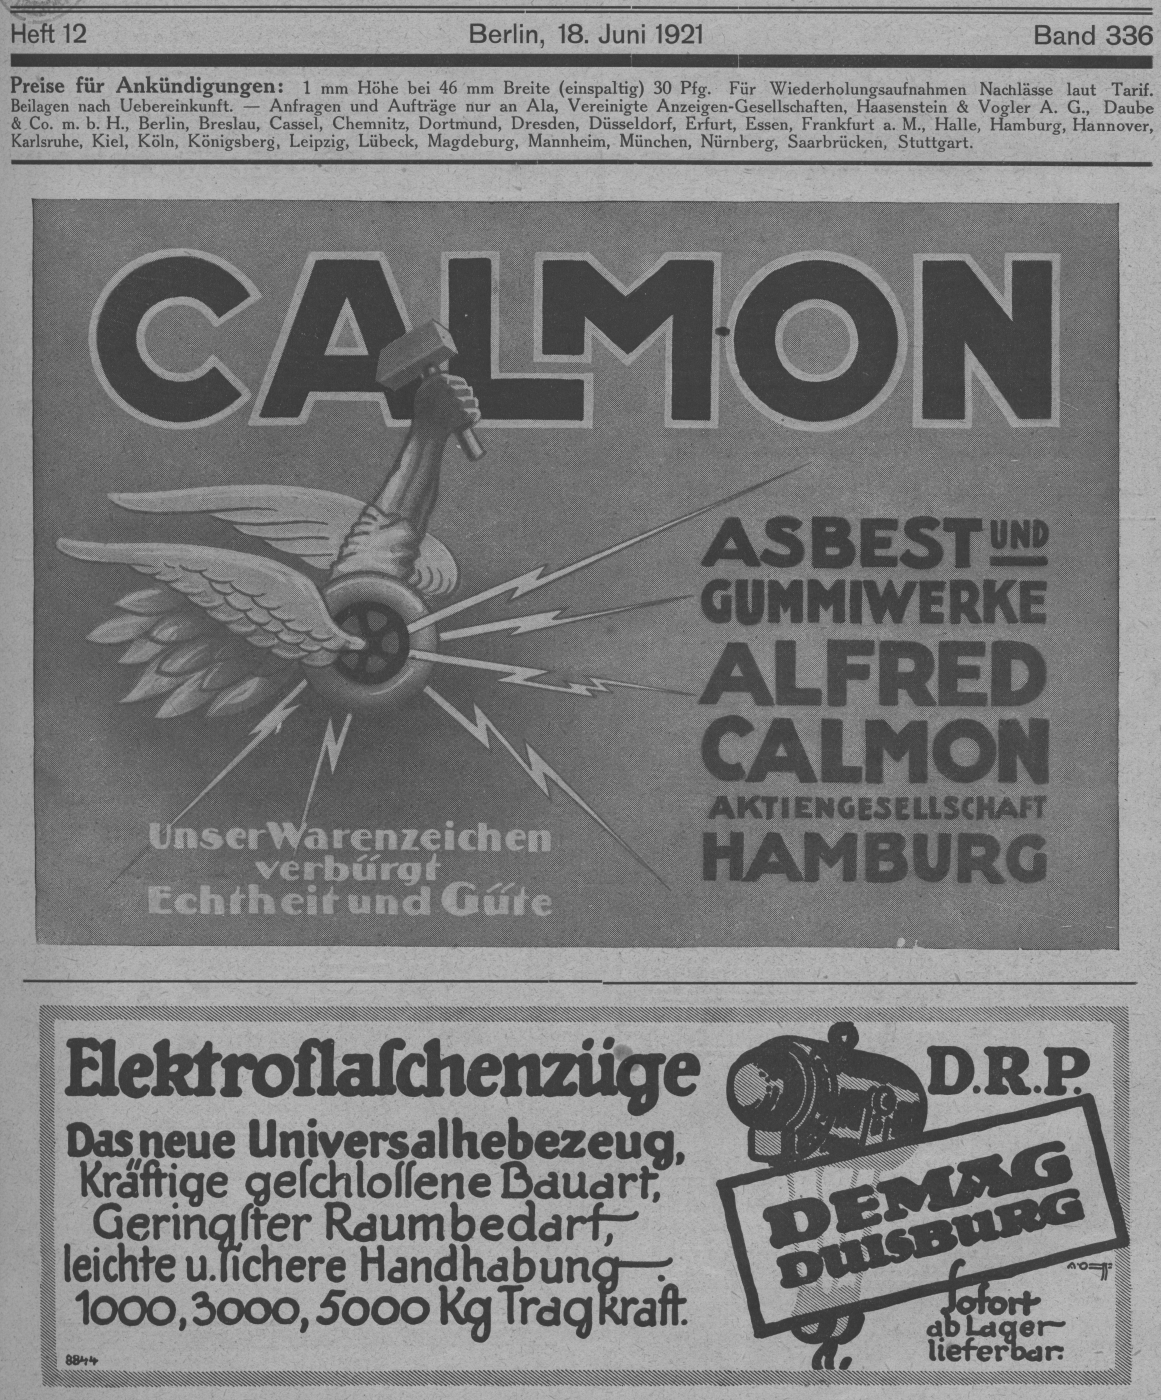 Heft 12 Berlin, 18. Juni 1921 Band 336
Preise für Ankündigungen: 1 mm Höhe bei 46 mm Breite (einspaltig) 30 Pfg. Für Wiederholungsaufnahmen Nachlässe laut Tarif.
Beilagen nach Uebereinkunft. — Anfragen und Aufträge nur an Ala, Vereinigte Anzeigen-Gesellschaften, Haasenstein & Vogler A. G., Daube
& Co. m. b. H., Berlin, Breslau, Cassel, Chemnitz, Dortmund, Dresden, Düsseldorf, Erfurt, Essen, Frankfurt a. M., Halle, Hamburg, Hannover,
Karlsruhe, Kiel, Köln, Königsberg, Leipzig, Lübeck, Magdeburg, Mannheim, München, Nürnberg, Saarbrücken, Stuttgart.
CALMON
ASBEST UND
GUMMIWERKE
ALFRED
CALMON
AKTIENGESELLSCHAFT
HAMBURG
Unser Warenzeichen
verbürgt
Echtheit und Güte
Elektroflaſchenzüge
Das neue Universalhebezeug,
Kräftige geſchloſſene Bauart,
Geringſter Raumbedarf,
leichte u. ſichere Handhabung.
1000, 3000, 5000 Kg Tragkraft.
8844
D.R.P.
DEMAG
DUISBURG
ſofort
ab Lager
lieferbar.